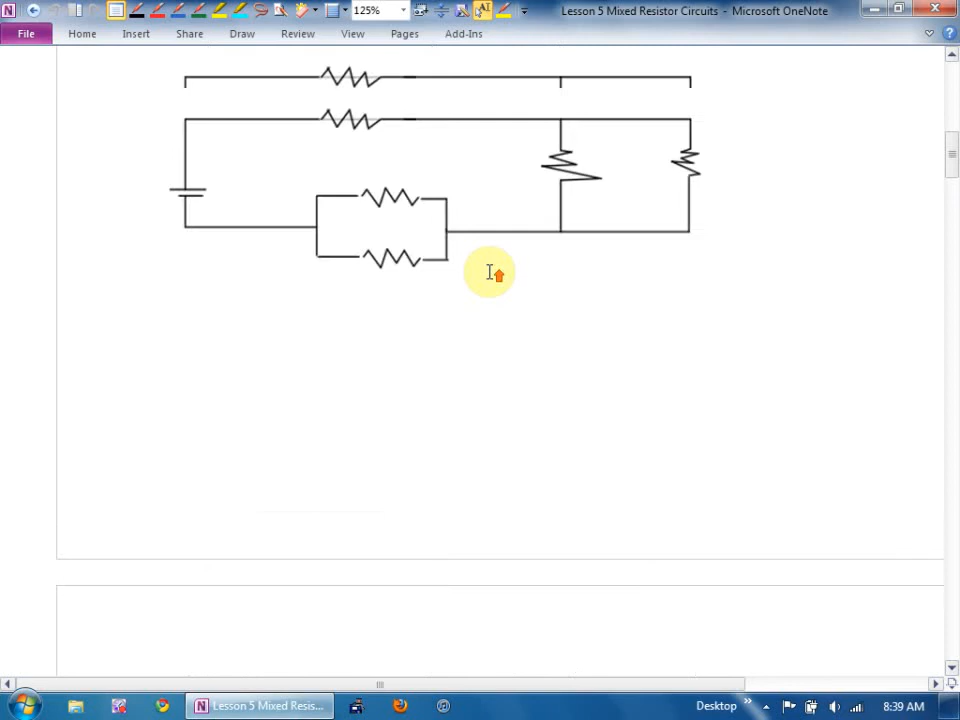 125%
Lesson 5 Mixed Resistor Circuits - Microsoft OneNote
File Home Insert Share Draw Review View Pages Add-Ins
Desktop
Lesson 5 Mixed Resis...
8:39 AM